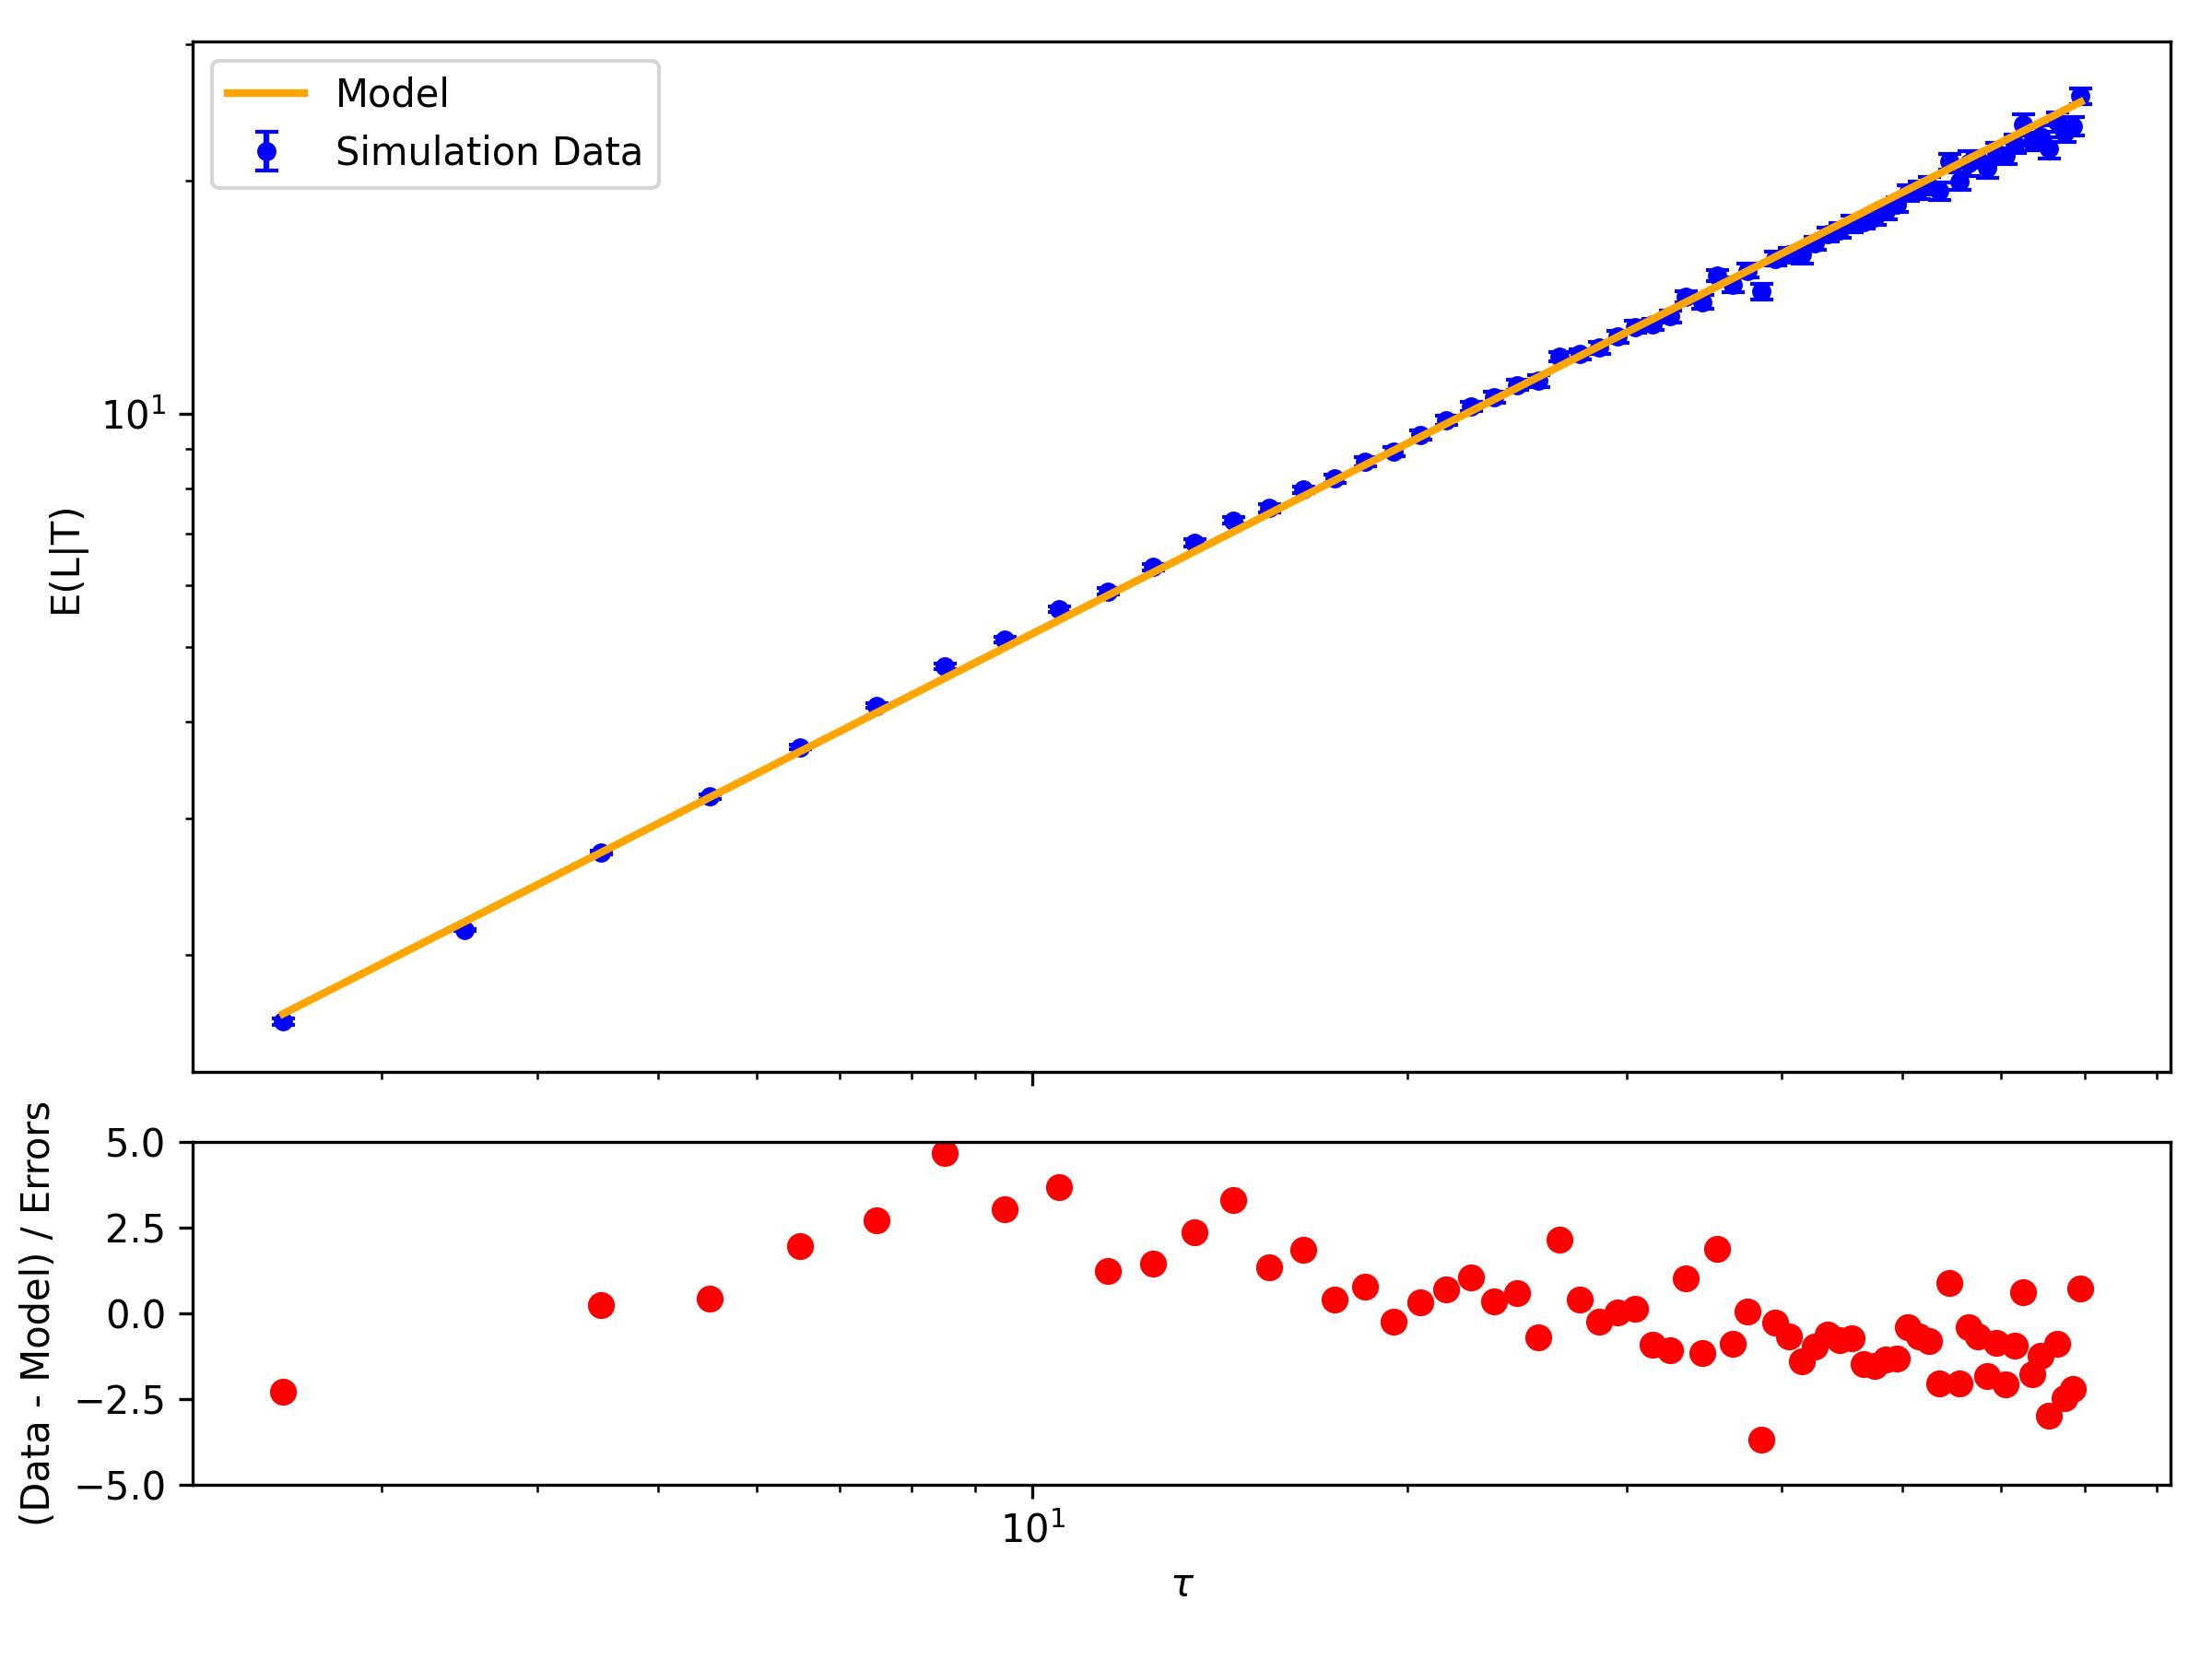 Model
Simulation Data
10¹
E(L|T)
5.0
2.5
0.0
−2.5
−5.0
(Data - Model) / Errors
10¹
τ